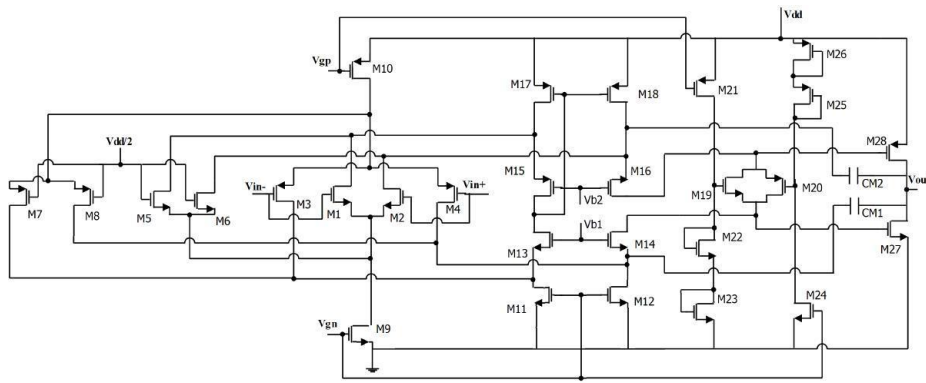 Vdd
M26
Vgp
M10
M17
M18
M21
M25
Vdd/2
M28
M15
M16
CM2
Vou
Vin-
Vin+
Vb2
M19
M20
M7
M8
M5
M6
M3
M1
M2
M4
CM1
Vb1
M13
M14
M22
M27
M11
M12
M23
M24
Vgn
M9